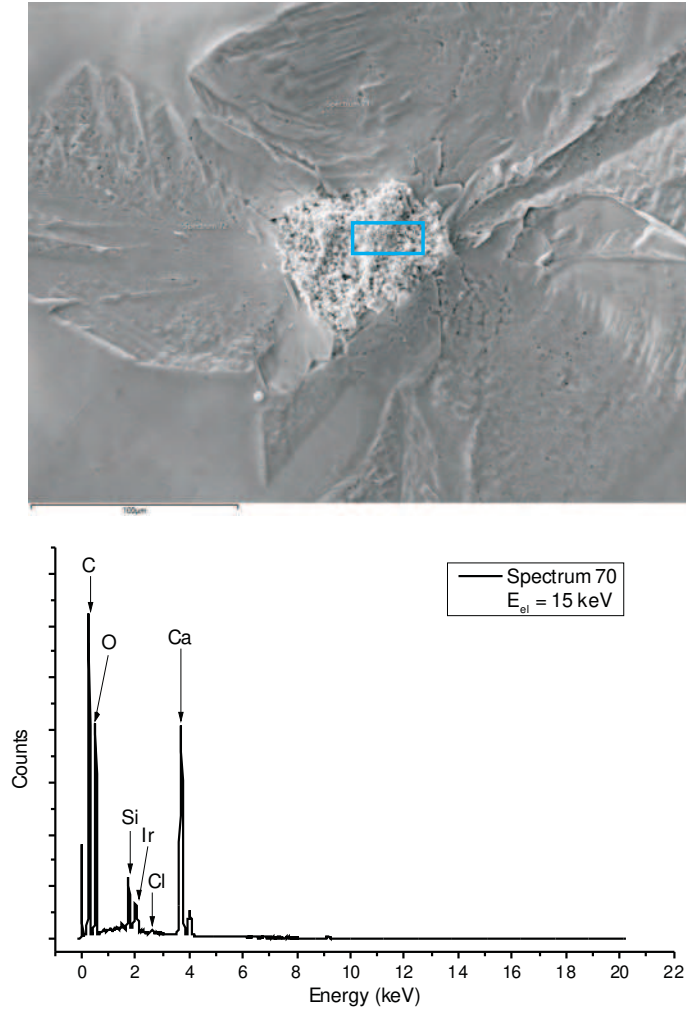 100µm
C
O
Ca
Si
Ir
Cl
Spectrum 70
E_el = 15 keV
Counts
0 2 4 6 8 10 12 14 16 18 20 22
Energy (keV)